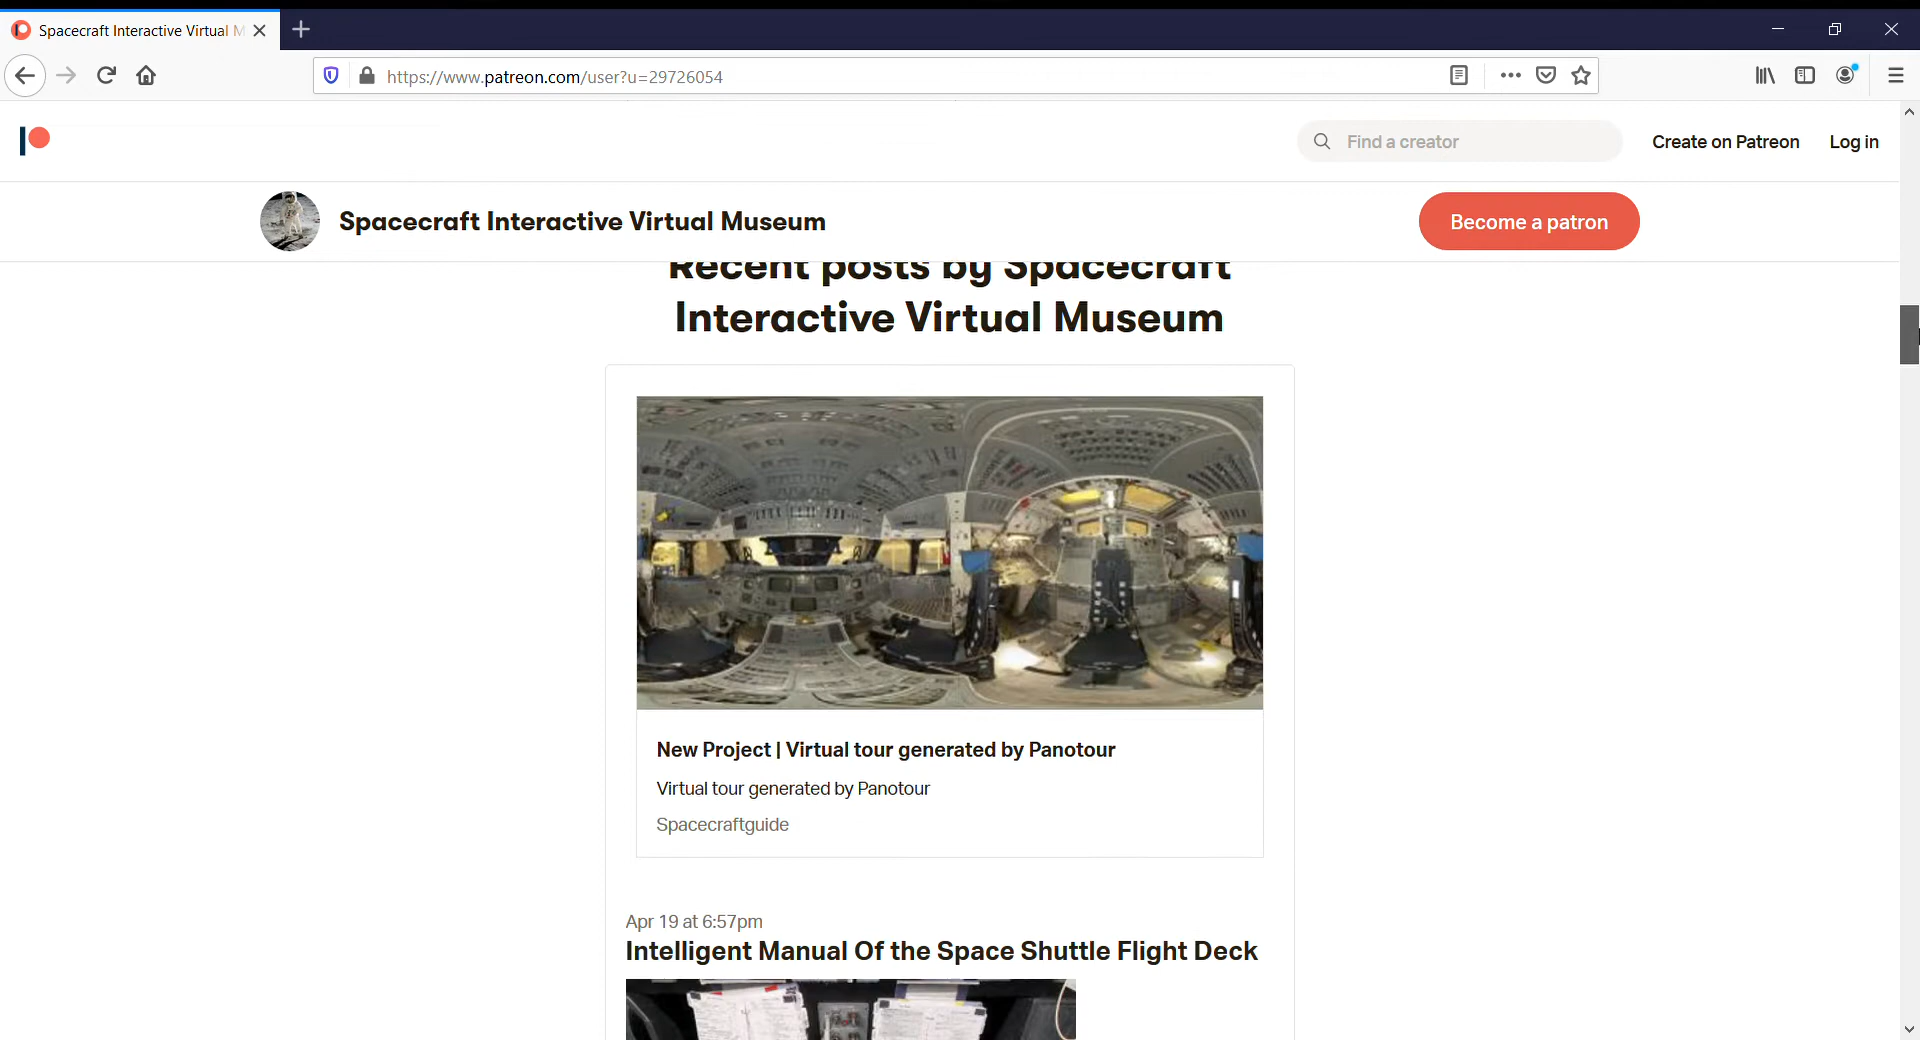 Spacecraft Interactive Virtual M
https://www.patreon.com/user?u=29726054
Find a creator
Create on Patreon
Log in
Spacecraft Interactive Virtual Museum
Become a patron
Recent posts by Spacecraft
Interactive Virtual Museum
New Project | Virtual tour generated by Panotour
Virtual tour generated by Panotour
Spacecraftguide
Apr 19 at 6:57pm
Intelligent Manual Of the Space Shuttle Flight Deck